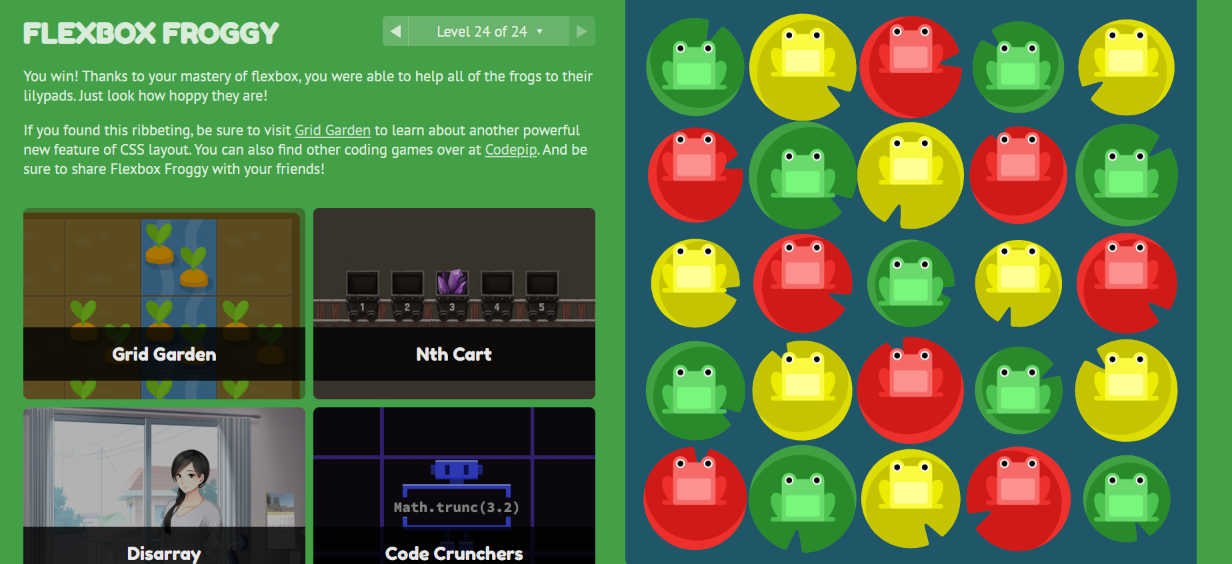 FLEXBOX FROGGY
Level 24 of 24
You win! Thanks to your mastery of flexbox, you were able to help all of the frogs to their
lilypads. Just look how hoppy they are!
If you found this ribbeting, be sure to visit Grid Garden to learn about another powerful
new feature of CSS layout. You can also find other coding games over at Codepip. And be
sure to share Flexbox Froggy with your friends!
1 2 3 4 5
Grid Garden
Nth Cart
Math.trunc(3.2)
Disarray
Code Crunchers